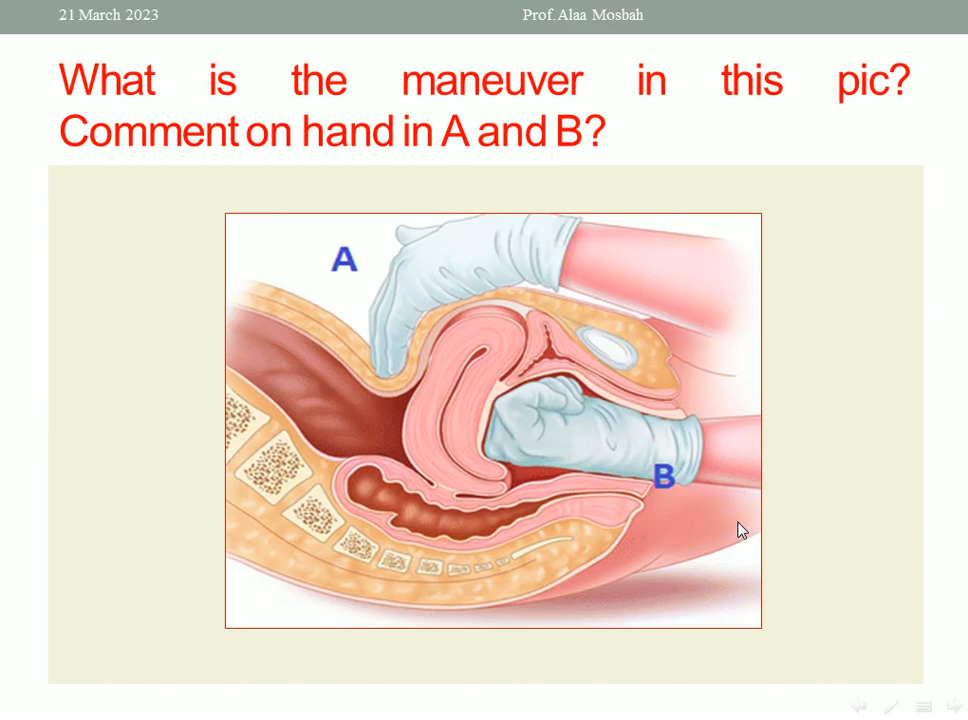 21 March 2023
Prof. Alaa Mosbah
What is the maneuver in this pic?
Comment on hand in A and B?
A
B